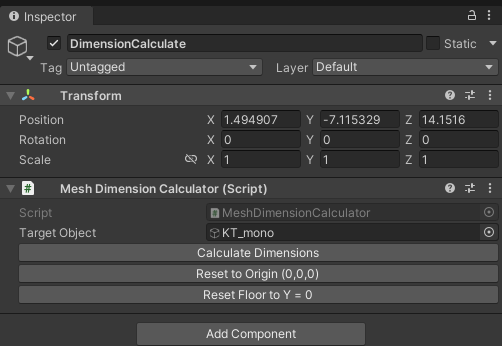 Inspector
DimensionCalculate Static
Tag Untagged Layer Default
Transform
Position X 1.494907 Y -7.115329 Z 14.1516
Rotation X 0 Y 0 Z 0
Scale X 1 Y 1 Z 1
# Mesh Dimension Calculator (Script)
Script # MeshDimensionCalculator
Target Object KT_mono
Calculate Dimensions
Reset to Origin (0,0,0)
Reset Floor to Y = 0
Add Component